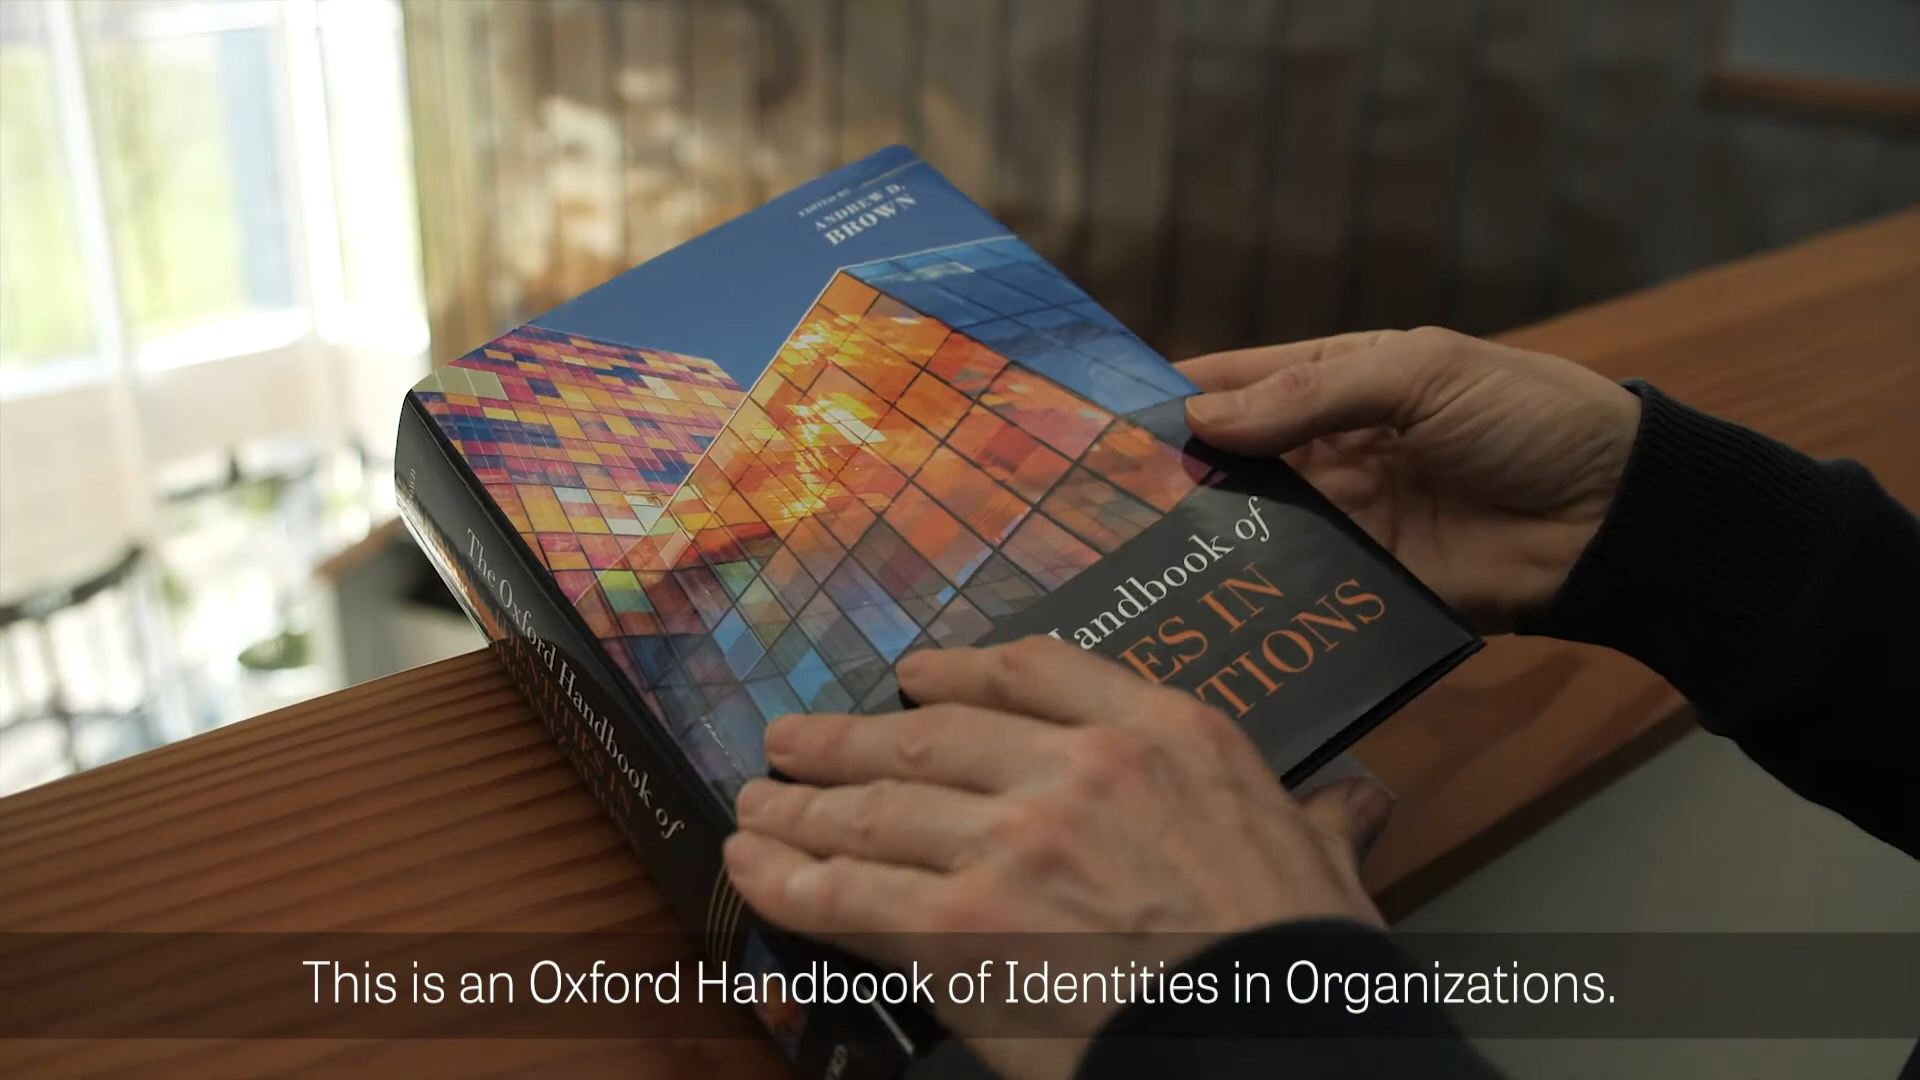 EDITED BY
ANDREW D.
BROWN
Handbook of
ES IN
TIONS
The Oxford Handbook of
This is an Oxford Handbook of Identities in Organizations.